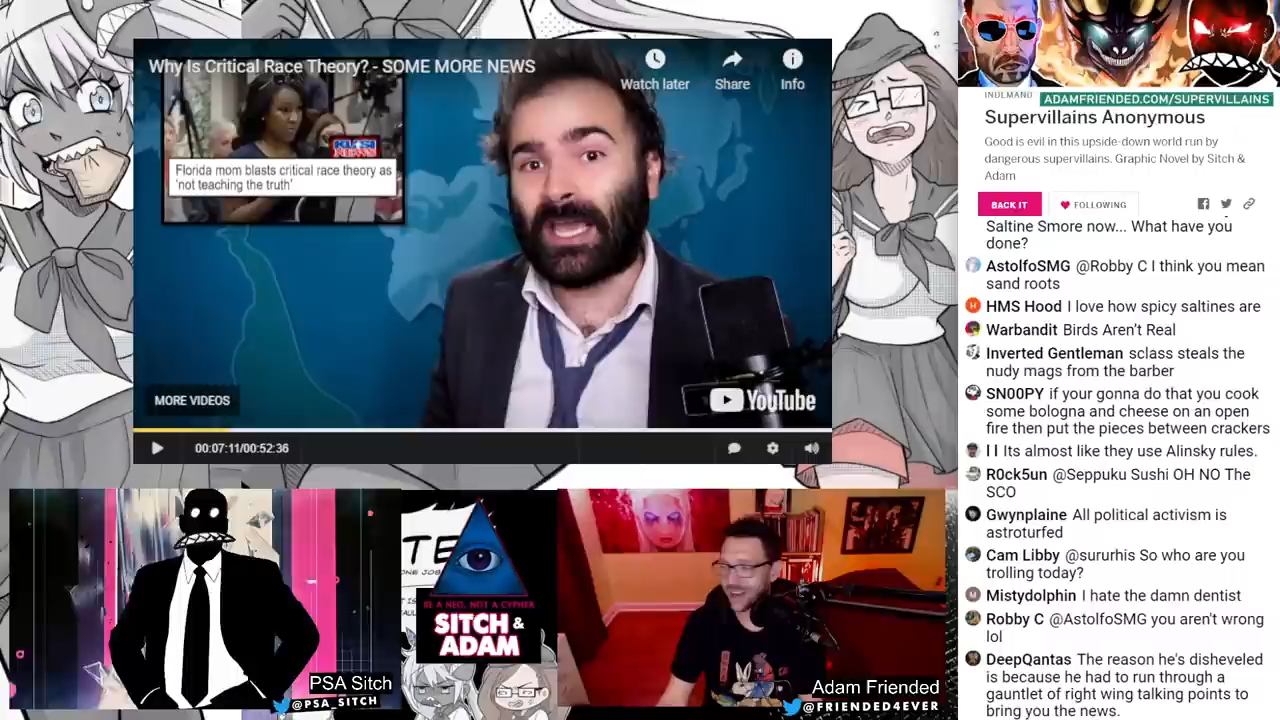 Why Is Critical Race Theory? - SOME MORE NEWS
Watch later
Share
Info
Florida mom blasts critical race theory as
'not teaching the truth'
MORE VIDEOS
YouTube
00:07:11/00:52:36
BE A NEO, NOT A CYPHER
SITCH &
ADAM
PSA Sitch
@PSA_SITCH
Adam Friended
@FRIENDED4EVER
INDEMAND
ADAMFRIENDED.COM/SUPERVILLAINS
Supervillains Anonymous
Good is evil in this upside-down world run by
dangerous supervillains. Graphic Novel by Sitch &
Adam
BACK IT
FOLLOWING
Saltine Smore now... What have you
done?
AstolfoSMG @Robby C I think you mean
sand roots
HMS Hood I love how spicy saltines are
Warbandit Birds Aren't Real
Inverted Gentleman sclass steals the
nudy mags from the barber
SN00PY if your gonna do that you cook
some bologna and cheese on an open
fire then put the pieces between crackers
I I Its almost like they use Alinsky rules.
R0ck5un @Seppuku Sushi OH NO The
SCO
Gwynplaine All political activism is
astroturfed
Cam Libby @sururhis So who are you
trolling today?
Mistydolphin I hate the damn dentist
Robby C @AstolfoSMG you aren't wrong
lol
DeepQantas The reason he's disheveled
is because he had to run through a
gauntlet of right wing talking points to
bring you the news.